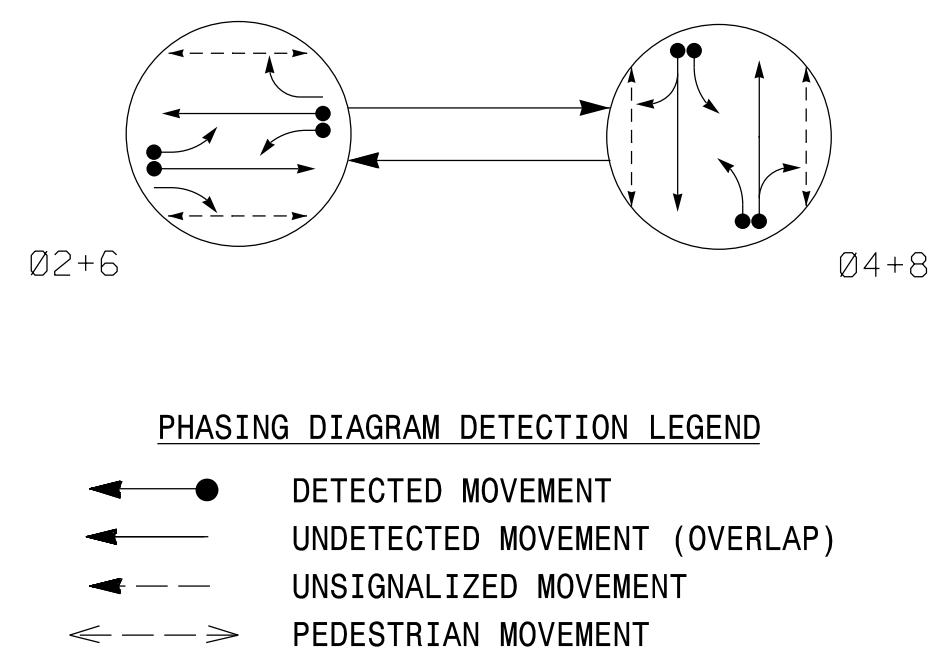 Ø2+6
Ø4+8
PHASING DIAGRAM DETECTION LEGEND
DETECTED MOVEMENT
UNDETECTED MOVEMENT (OVERLAP)
UNSIGNALIZED MOVEMENT
PEDESTRIAN MOVEMENT